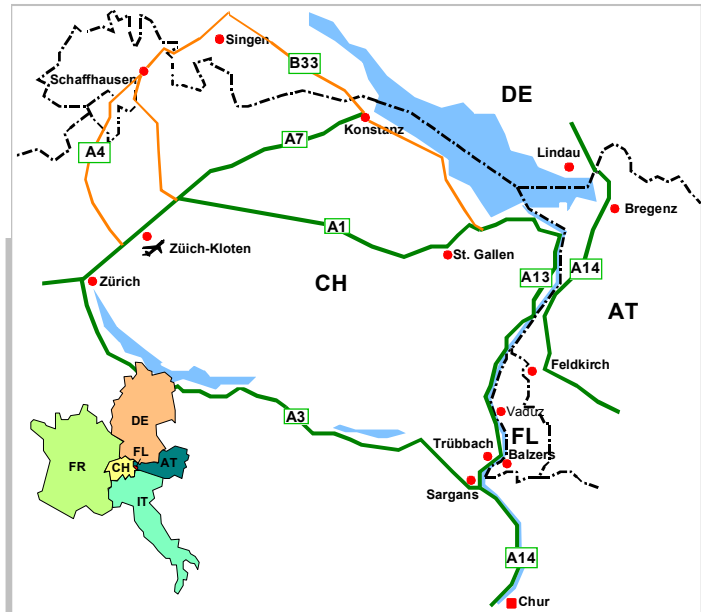 Singen
B33
Schaffhausen
DE
Konstanz
A7
A4
Lindau
Bregenz
A1
Züich-Kloten
St. Gallen
A13
A14
CH
Zürich
AT
Feldkirch
Vaduz
A3
FL
Trübbach
Balzers
Sargans
DE
FL
FR
CH
AT
IT
A14
Chur